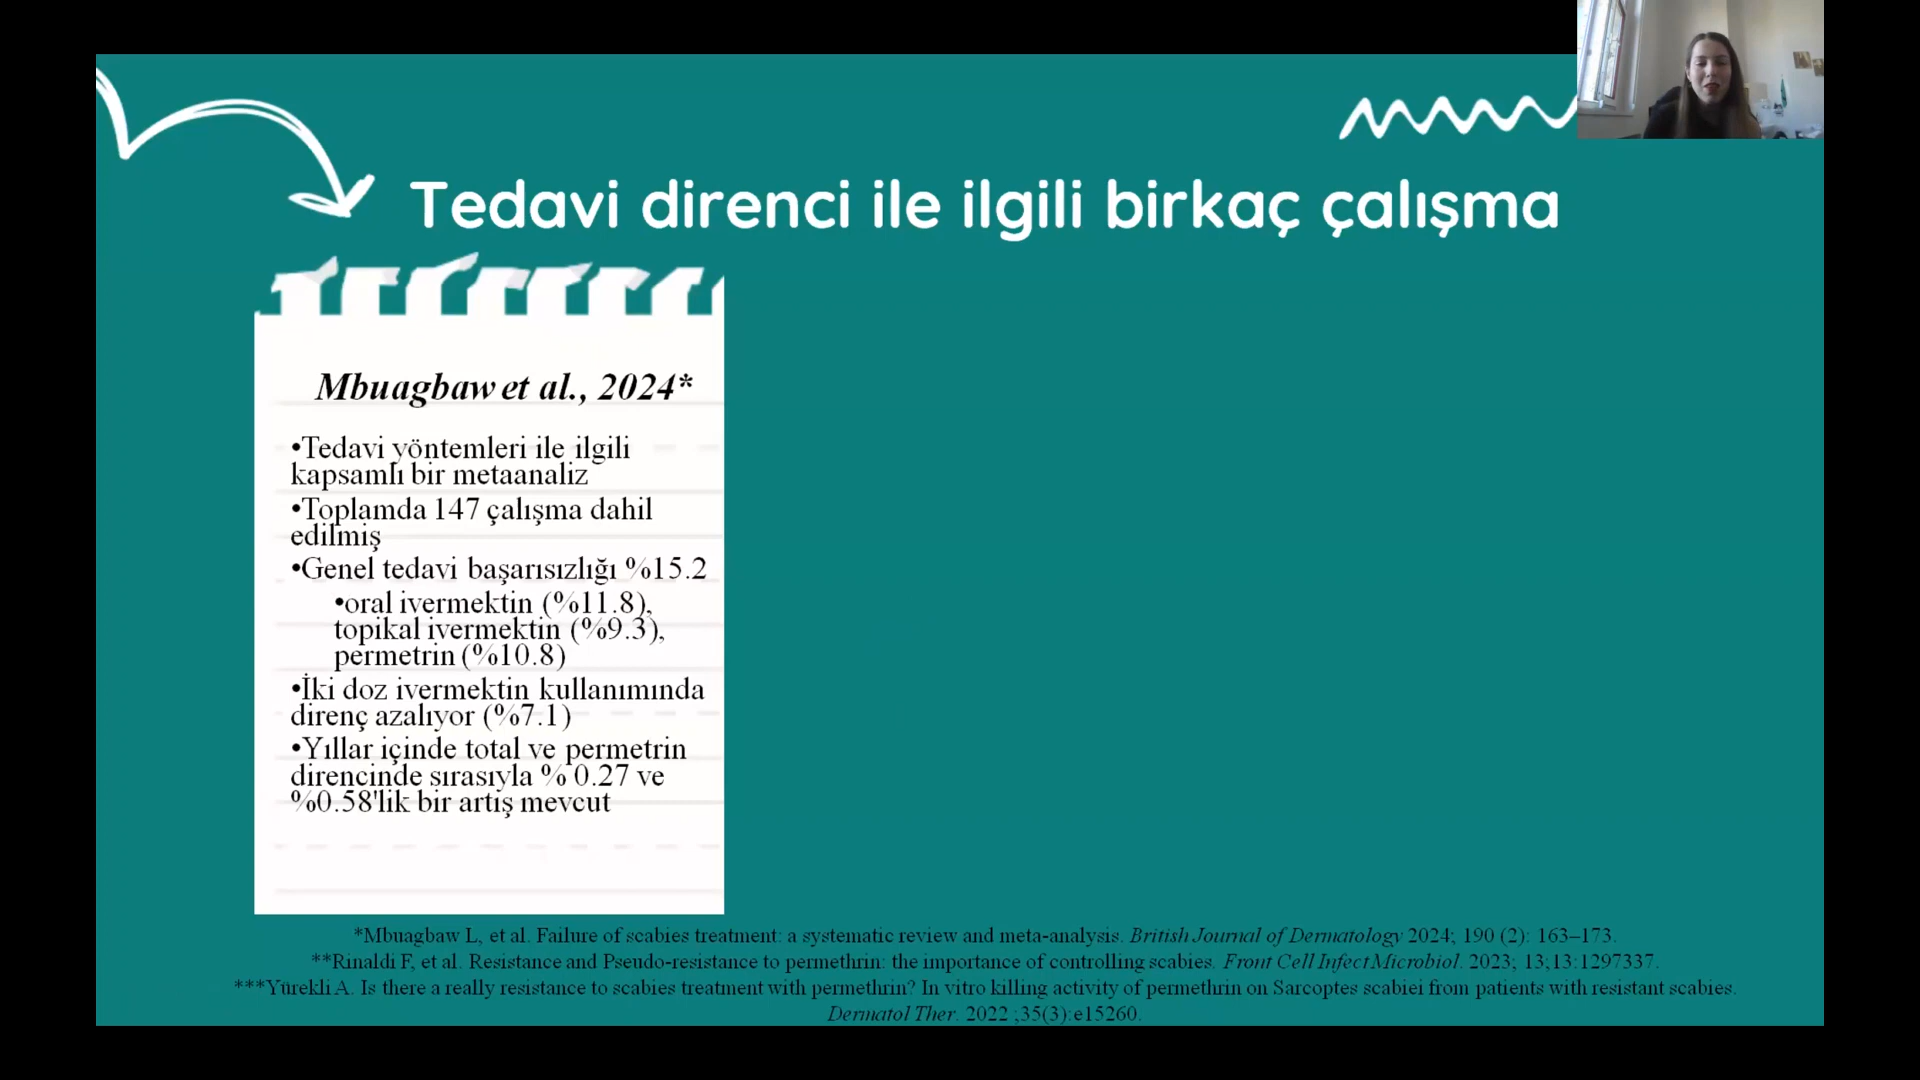 Tedavi direnci ile ilgili birkaç çalışma
Mbuagbaw et al., 2024*
•Tedavi yöntemleri ile ilgili
kapsamlı bir metaanaliz
•Toplamda 147 çalışma dahil
edilmiş
•Genel tedavi başarısızlığı %15.2
•oral ivermektin (%11.8),
topikal ivermektin (%9.3),
permetrin (%10.8)
•İki doz ivermektin kullanımında
direnç azalıyor (%7.1)
•Yıllar içinde total ve permetrin
direncinde sırasıyla % 0.27 ve
%0.58'lik bir artış mevcut
*Mbuagbaw L, et al. Failure of scabies treatment: a systematic review and meta-analysis. British Journal of Dermatology 2024; 190 (2): 163–173.
**Rinaldi F, et al. Resistance and Pseudo-resistance to permethrin: the importance of controlling scabies. Front Cell Infect Microbiol. 2023; 13;13:1297337.
***Yürekli A. Is there a really resistance to scabies treatment with permethrin? In vitro killing activity of permethrin on Sarcoptes scabiei from patients with resistant scabies.
Dermatol Ther. 2022 ;35(3):e15260.